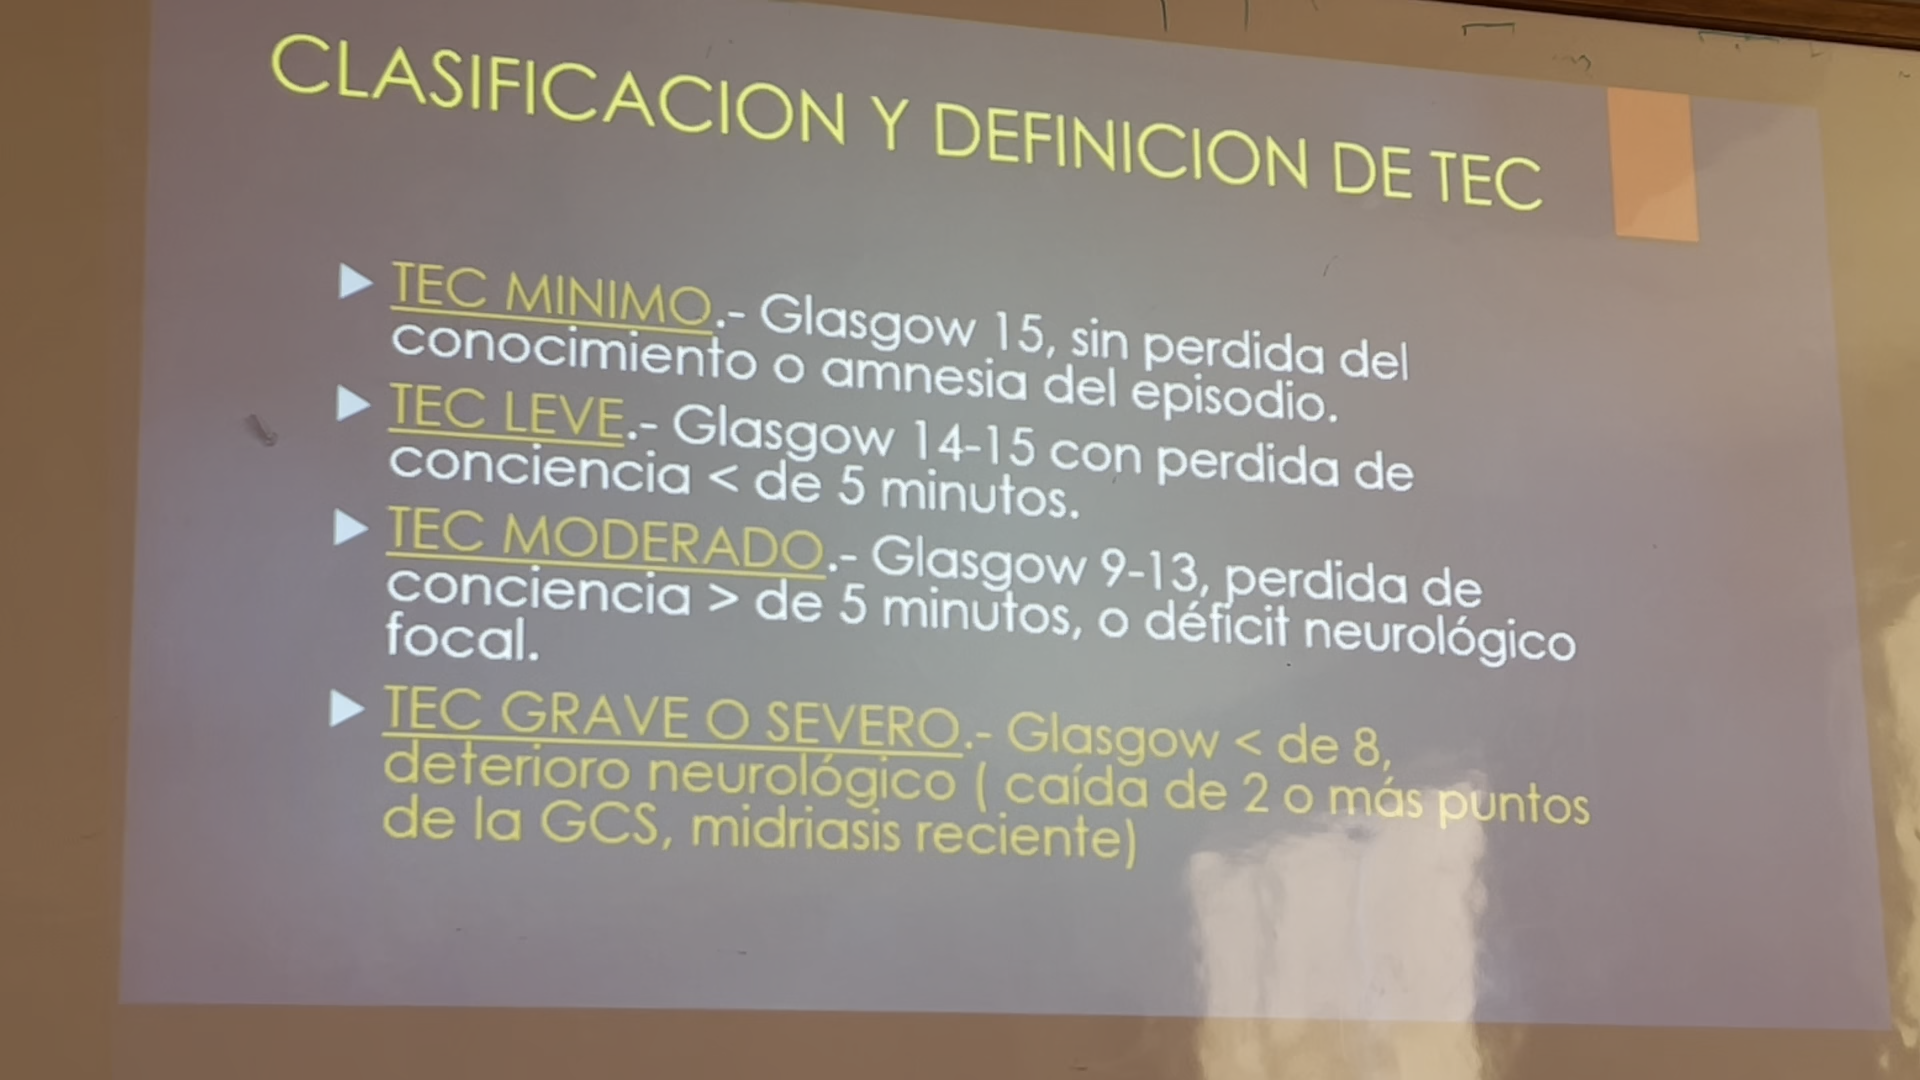 CLASIFICACION Y DEFINICION DE TEC
TEC MINIMO.- Glasgow 15, sin perdida del
conocimiento o amnesia del episodio.
TEC LEVE.- Glasgow 14-15 con perdida de
conciencia < de 5 minutos.
TEC MODERADO.- Glasgow 9-13, perdida de
conciencia > de 5 minutos, o déficit neurológico
focal.
TEC GRAVE O SEVERO.- Glasgow < de 8,
deterioro neurológico ( caída de 2 o más puntos
de la GCS, midriasis reciente)